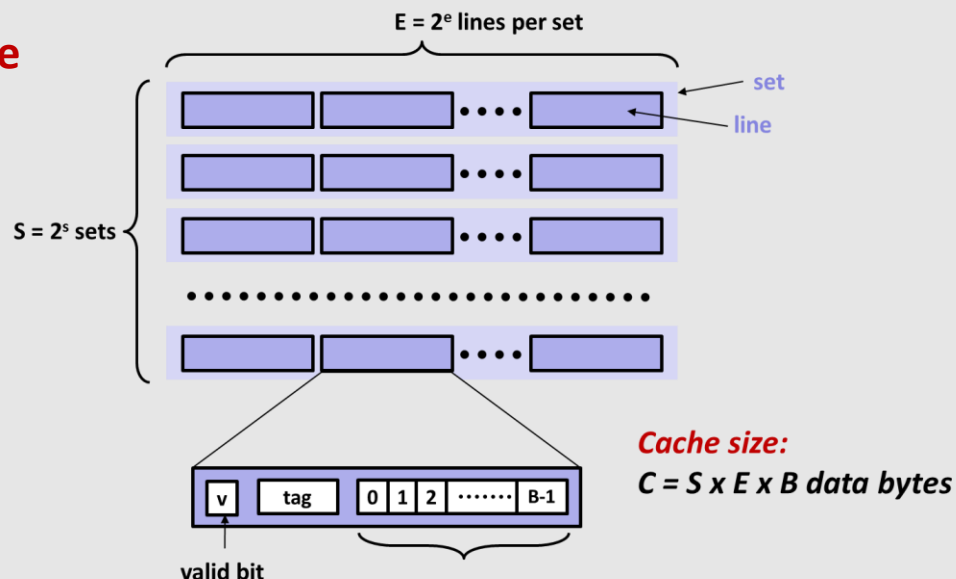 E = 2ᵉ lines per set
e
set
line
S = 2ˢ sets
Cache size:
C = S x E x B data bytes
v
tag
0 1 2 ······· B-1
valid bit